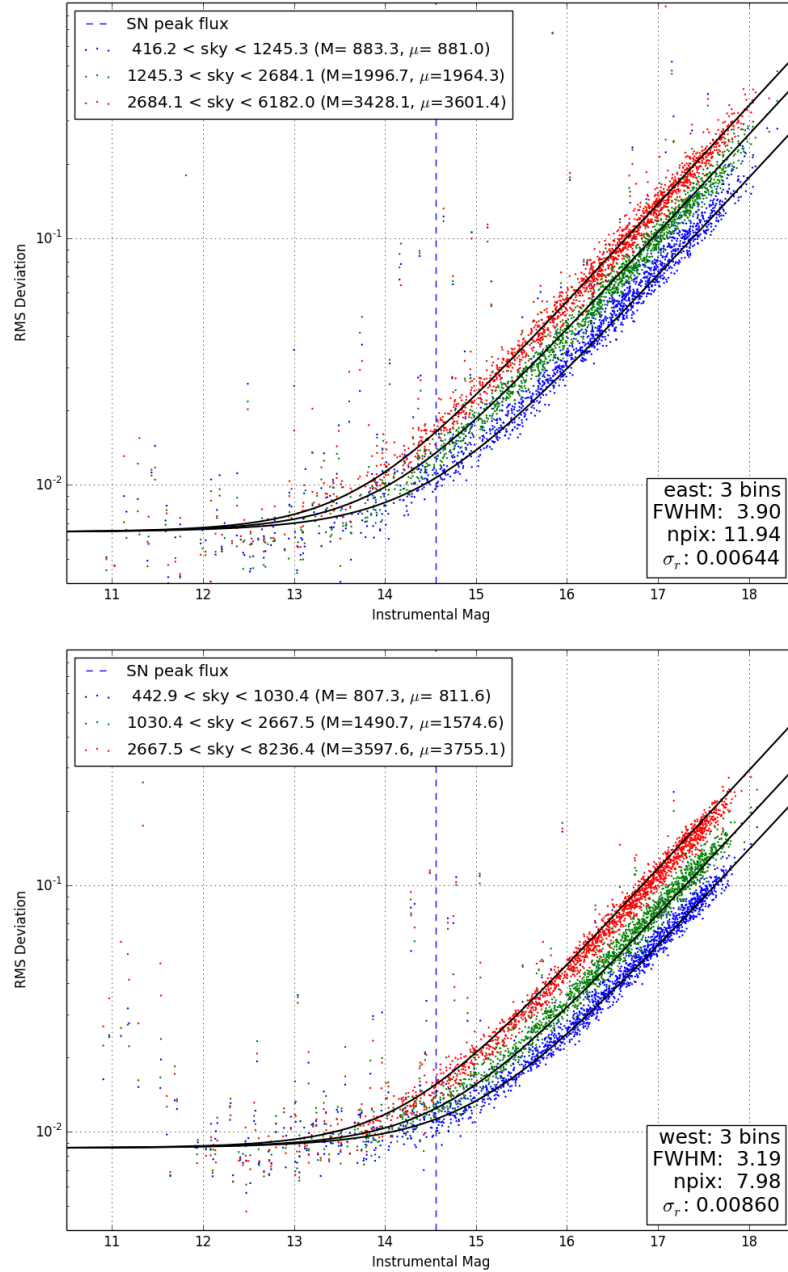 SN peak flux
416.2 < sky < 1245.3 (M= 883.3, μ= 881.0)
1245.3 < sky < 2684.1 (M=1996.7, μ=1964.3)
2684.1 < sky < 6182.0 (M=3428.1, μ=3601.4)
10⁻¹
10⁻²
RMS Deviation
east: 3 bins
FWHM: 3.90
npix: 11.94
σᵣ: 0.00644
11 12 13 14 15 16 17 18
Instrumental Mag
SN peak flux
442.9 < sky < 1030.4 (M= 807.3, μ= 811.6)
1030.4 < sky < 2667.5 (M=1490.7, μ=1574.6)
2667.5 < sky < 8236.4 (M=3597.6, μ=3755.1)
10⁻¹
10⁻²
RMS Deviation
west: 3 bins
FWHM: 3.19
npix: 7.98
σᵣ: 0.00860
11 12 13 14 15 16 17 18
Instrumental Mag